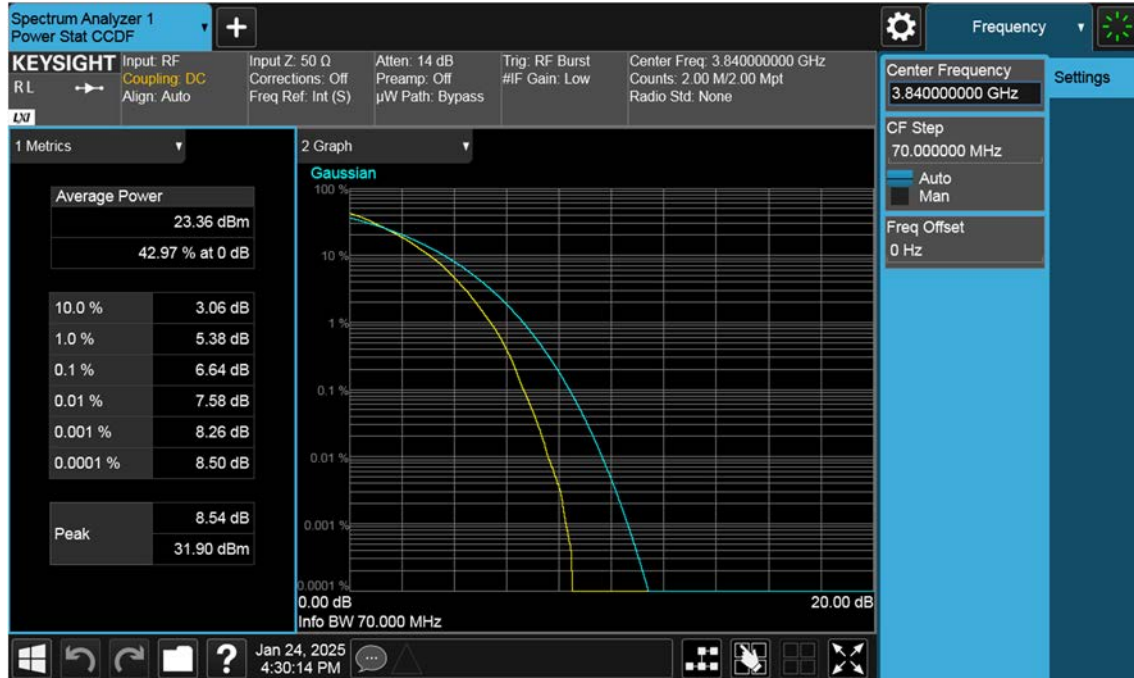 Spectrum Analyzer 1
Power Stat CCDF
Frequency
KEYSIGHT
RL
LXI
Input: RF
Coupling: DC
Align: Auto
Input Z: 50 Ω
Corrections: Off
Freq Ref: Int (S)
Atten: 14 dB
Preamp: Off
µW Path: Bypass
Trig: RF Burst
#IF Gain: Low
Center Freq: 3.840000000 GHz
Counts: 2.00 M/2.00 Mpt
Radio Std: None
Center Frequency
3.840000000 GHz
Settings
CF Step
70.000000 MHz
Auto
Man
Freq Offset
0 Hz
1 Metrics
Average Power
23.36 dBm
42.97 % at 0 dB
10.0 % 3.06 dB
1.0 % 5.38 dB
0.1 % 6.64 dB
0.01 % 7.58 dB
0.001 % 8.26 dB
0.0001 % 8.50 dB
Peak
8.54 dB
31.90 dBm
2 Graph
Gaussian
100 %
10 %
1 %
0.1 %
0.01 %
0.001 %
0.0001 %
0.00 dB 20.00 dB
Info BW 70.000 MHz
?
Jan 24, 2025
4:30:14 PM